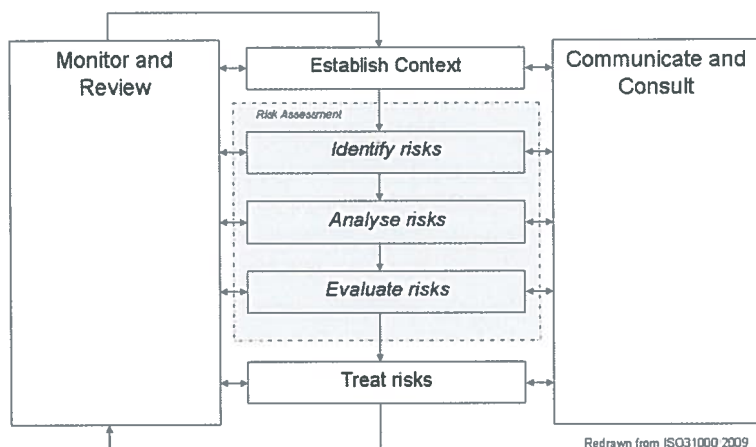 Monitor and
Review
Establish Context
Communicate and
Consult
Risk Assessment
Identify risks
Analyse risks
Evaluate risks
Treat risks
Redrawn from ISO31000 2009